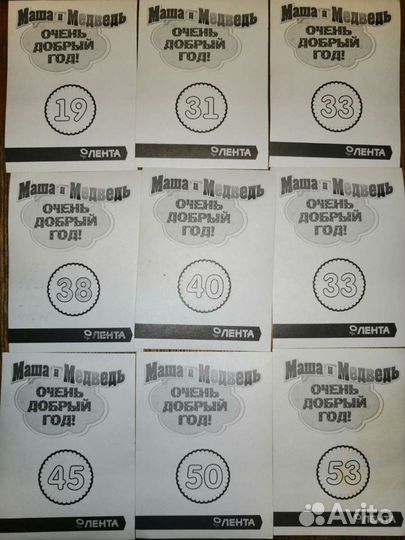 Маша и Медведь
ОЧЕНЬ
ДОБРЫЙ
ГОД!
19
ЛЕНТА
Маша и Медведь
ОЧЕНЬ
ДОБРЫЙ
ГОД!
31
ЛЕНТА
Маша и Медведь
ОЧЕНЬ
ДОБРЫЙ
ГОД!
33
ЛЕНТА
Маша и Медведь
ОЧЕНЬ
ДОБРЫЙ
ГОД!
38
ЛЕНТА
Маша и Медведь
ОЧЕНЬ
ДОБРЫЙ
ГОД!
40
ЛЕНТА
Маша и Медведь
ОЧЕНЬ
ДОБРЫЙ
ГОД!
33
ЛЕНТА
Маша и Медведь
ОЧЕНЬ
ДОБРЫЙ
ГОД!
45
ЛЕНТА
Маша и Медведь
ОЧЕНЬ
ДОБРЫЙ
ГОД!
50
ЛЕНТА
Маша и Медведь
ОЧЕНЬ
ДОБРЫЙ
ГОД!
53
ЛЕНТА
Avito